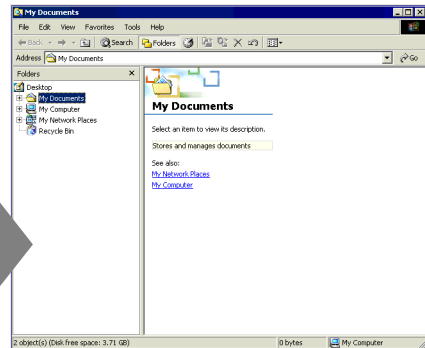 My Documents
File Edit View Favorites Tools Help
Back Search Folders
Address My Documents Go
Folders
Desktop
My Documents
My Computer
My Network Places
Recycle Bin
My Documents
Select an item to view its description.
Stores and manages documents
See also:
My Network Places
My Computer
2 object(s) (Disk free space: 3.71 GB) 0 bytes My Computer